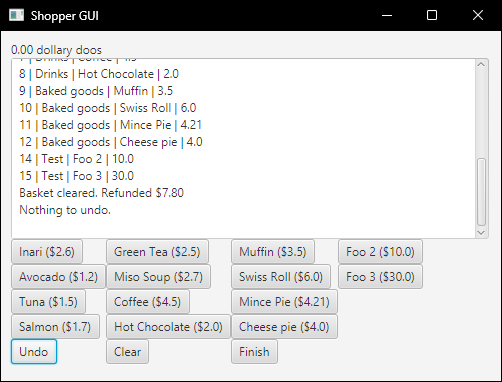 Shopper GUI
0.00 dollary doos
7 | Drinks | Coffee | 4.5
8 | Drinks | Hot Chocolate | 2.0
9 | Baked goods | Muffin | 3.5
10 | Baked goods | Swiss Roll | 6.0
11 | Baked goods | Mince Pie | 4.21
12 | Baked goods | Cheese pie | 4.0
14 | Test | Foo 2 | 10.0
15 | Test | Foo 3 | 30.0
Basket cleared. Refunded $7.80
Nothing to undo.
Inari ($2.6) Green Tea ($2.5) Muffin ($3.5) Foo 2 ($10.0)
Avocado ($1.2) Miso Soup ($2.7) Swiss Roll ($6.0) Foo 3 ($30.0)
Tuna ($1.5) Coffee ($4.5) Mince Pie ($4.21)
Salmon ($1.7) Hot Chocolate ($2.0) Cheese pie ($4.0)
Undo Clear Finish